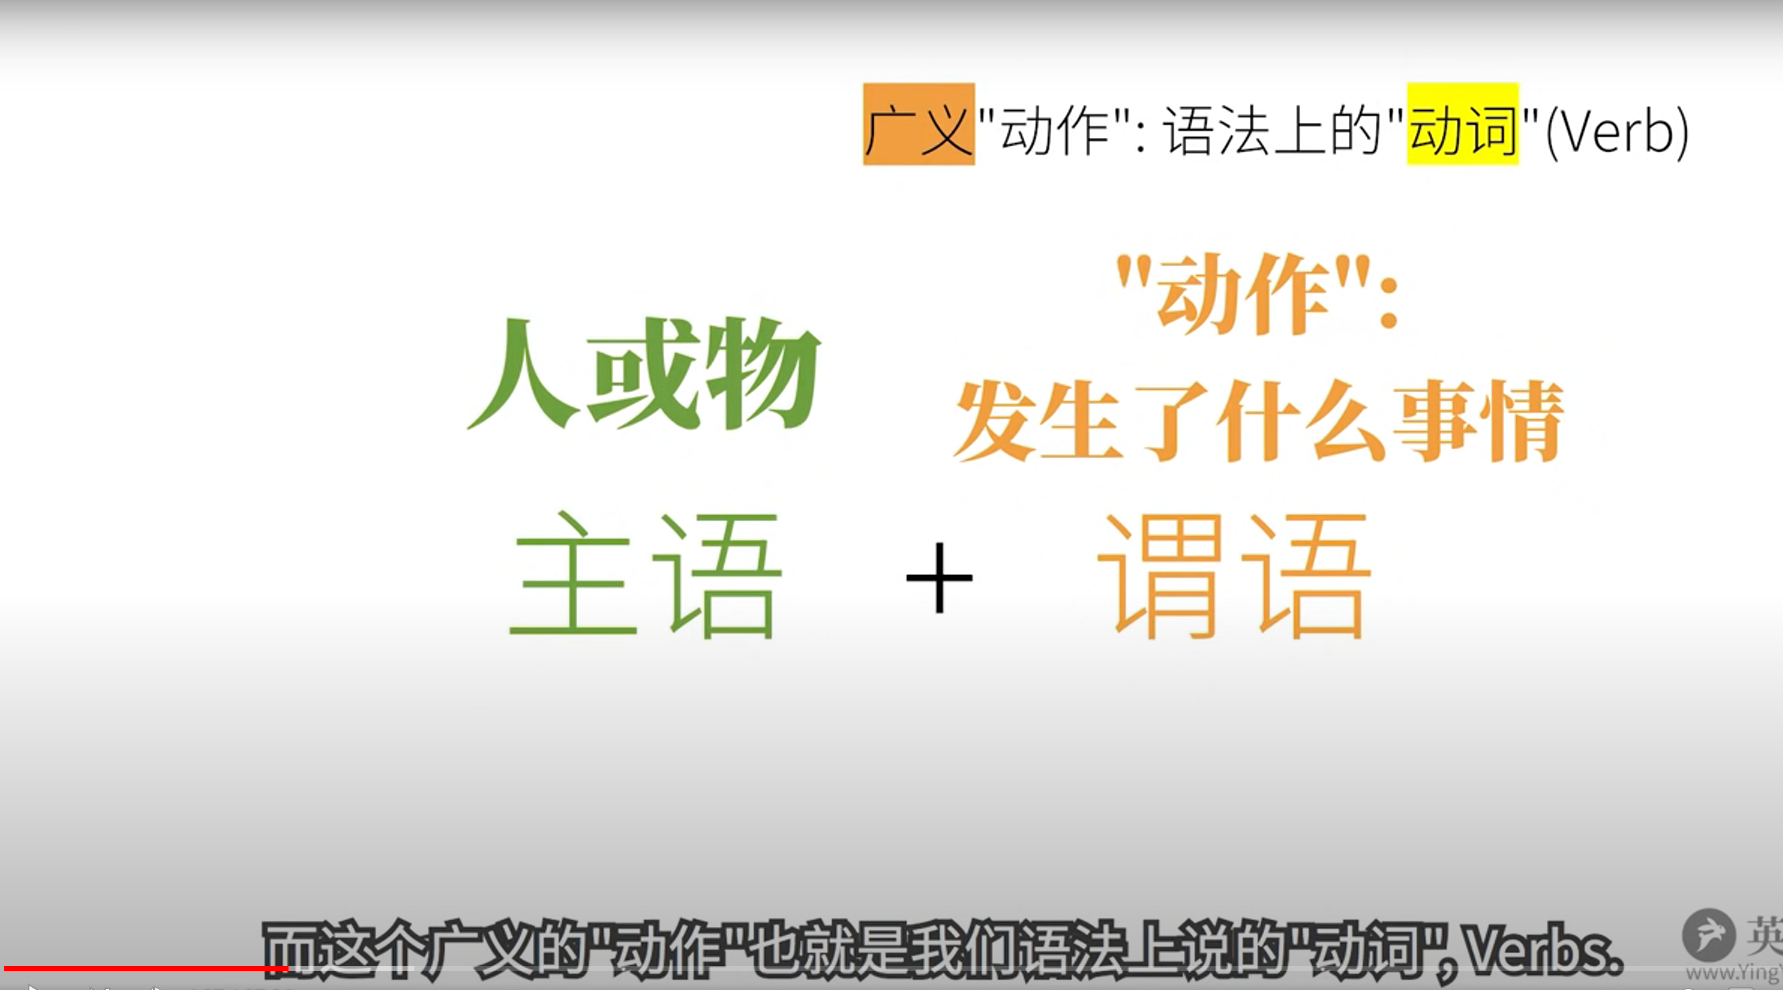 广义"动作": 语法上的"动词"(Verb)
"动作":
人或物
发生了什么事情
主语 + 谓语
而这个广义的"动作"也就是我们语法上说的"动词", Verbs.
英
www.YingY